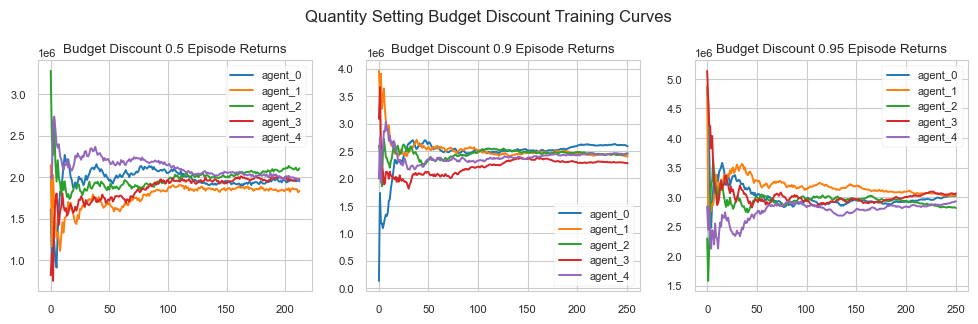 Quantity Setting Budget Discount Training Curves
1e6
Budget Discount 0.5 Episode Returns
agent_0
agent_1
agent_2
agent_3
agent_4
3.0
2.5
2.0
1.5
1.0
0
50
100
150
200
1e6
Budget Discount 0.9 Episode Returns
4.0
3.5
3.0
2.5
2.0
1.5
1.0
0.5
0.0
agent_0
agent_1
agent_2
agent_3
agent_4
0
50
100
150
200
250
1e6
Budget Discount 0.95 Episode Returns
agent_0
agent_1
agent_2
agent_3
agent_4
5.0
4.5
4.0
3.5
3.0
2.5
2.0
1.5
0
50
100
150
200
250